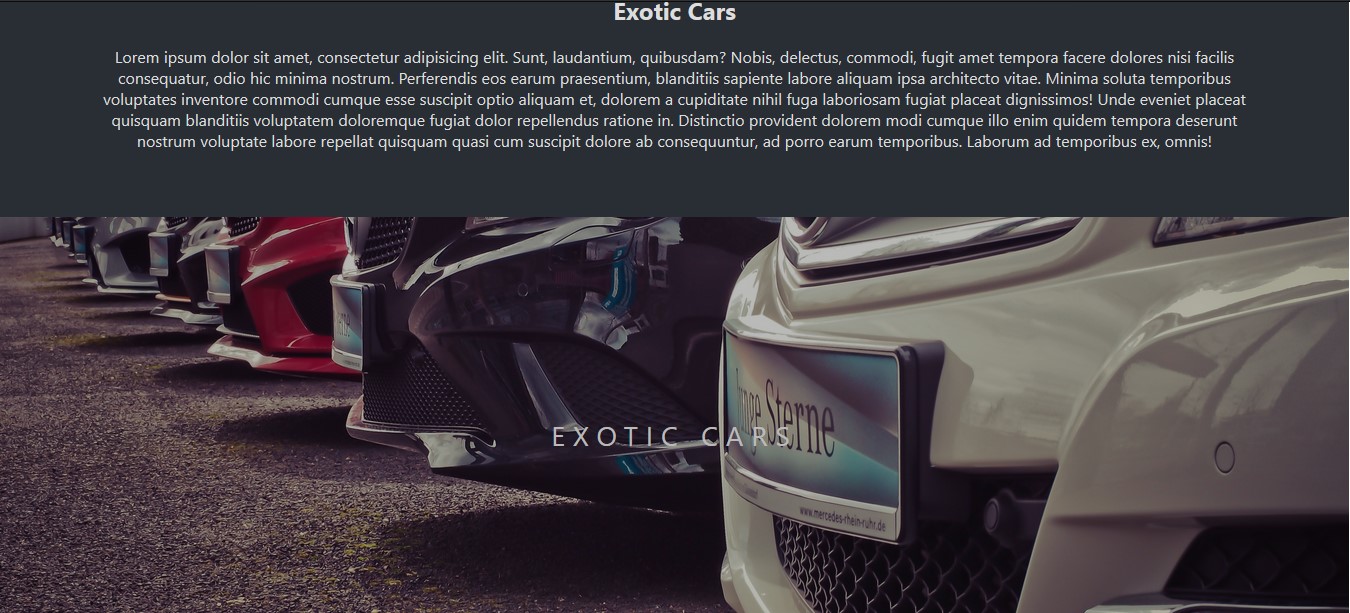 Exotic Cars
Lorem ipsum dolor sit amet, consectetur adipisicing elit. Sunt, laudantium, quibusdam? Nobis, delectus, commodi, fugit amet tempora facere dolores nisi facilis
consequatur, odio hic minima nostrum. Perferendis eos earum praesentium, blanditiis sapiente labore aliquam ipsa architecto vitae. Minima soluta temporibus
voluptates inventore commodi cumque esse suscipit optio aliquam et, dolorem a cupiditate nihil fuga laboriosam fugiat placeat dignissimos! Unde eveniet placeat
quisquam blanditiis voluptatem doloremque fugiat dolor repellendus ratione in. Distinctio provident dolorem modi cumque illo enim quidem tempora deserunt
nostrum voluptate labore repellat quisquam quasi cum suscipit dolore ab consequuntur, ad porro earum temporibus. Laborum ad temporibus ex, omnis!
Junge Sterne
EXOTIC CARS
www.mercedes-rhein-ruhr.de